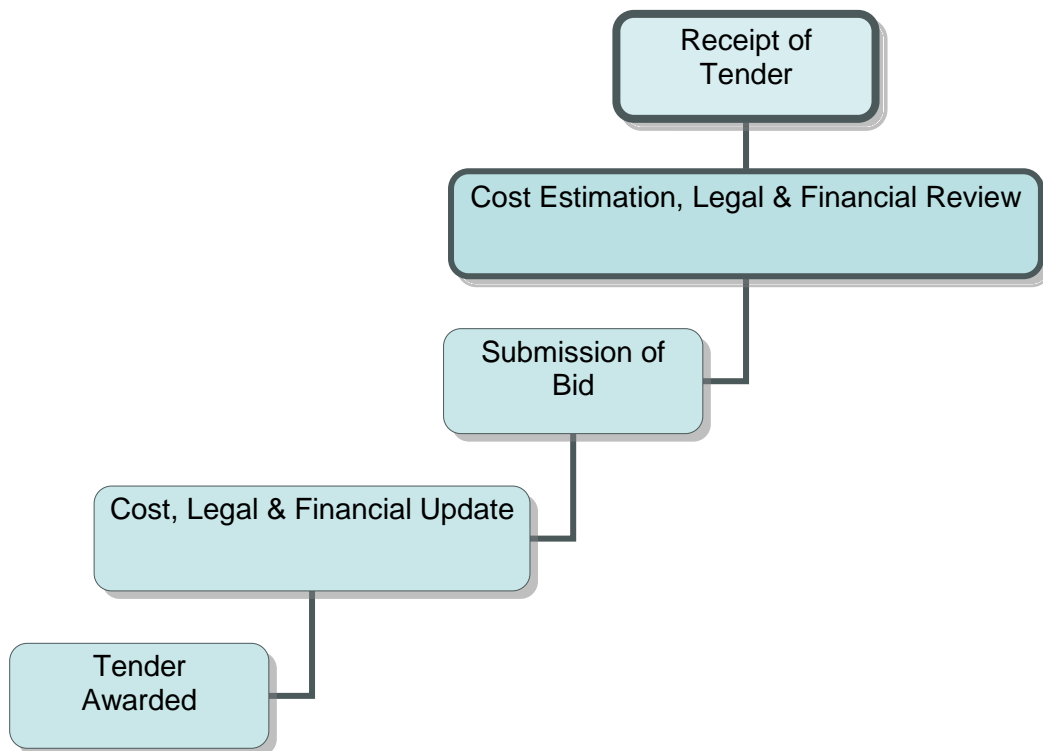 Receipt of
Tender
Cost Estimation, Legal & Financial Review
Submission of
Bid
Cost, Legal & Financial Update
Tender
Awarded